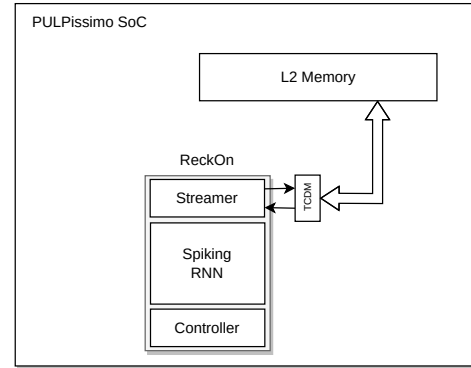 PULPissimo SoC
L2 Memory
ReckOn
Streamer
TCDM
Spiking
RNN
Controller